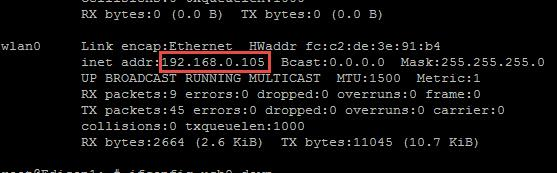 RX bytes:0 (0.0 B)  TX bytes:0 (0.0 B)
wlan0     Link encap:Ethernet  HWaddr fc:c2:de:3e:91:b4
inet addr:192.168.0.105  Bcast:0.0.0.0  Mask:255.255.255.0
UP BROADCAST RUNNING MULTICAST  MTU:1500  Metric:1
RX packets:9 errors:0 dropped:0 overruns:0 frame:0
TX packets:45 errors:0 dropped:0 overruns:0 carrier:0
collisions:0 txqueuelen:1000
RX bytes:2664 (2.6 KiB)  TX bytes:11045 (10.7 KiB)